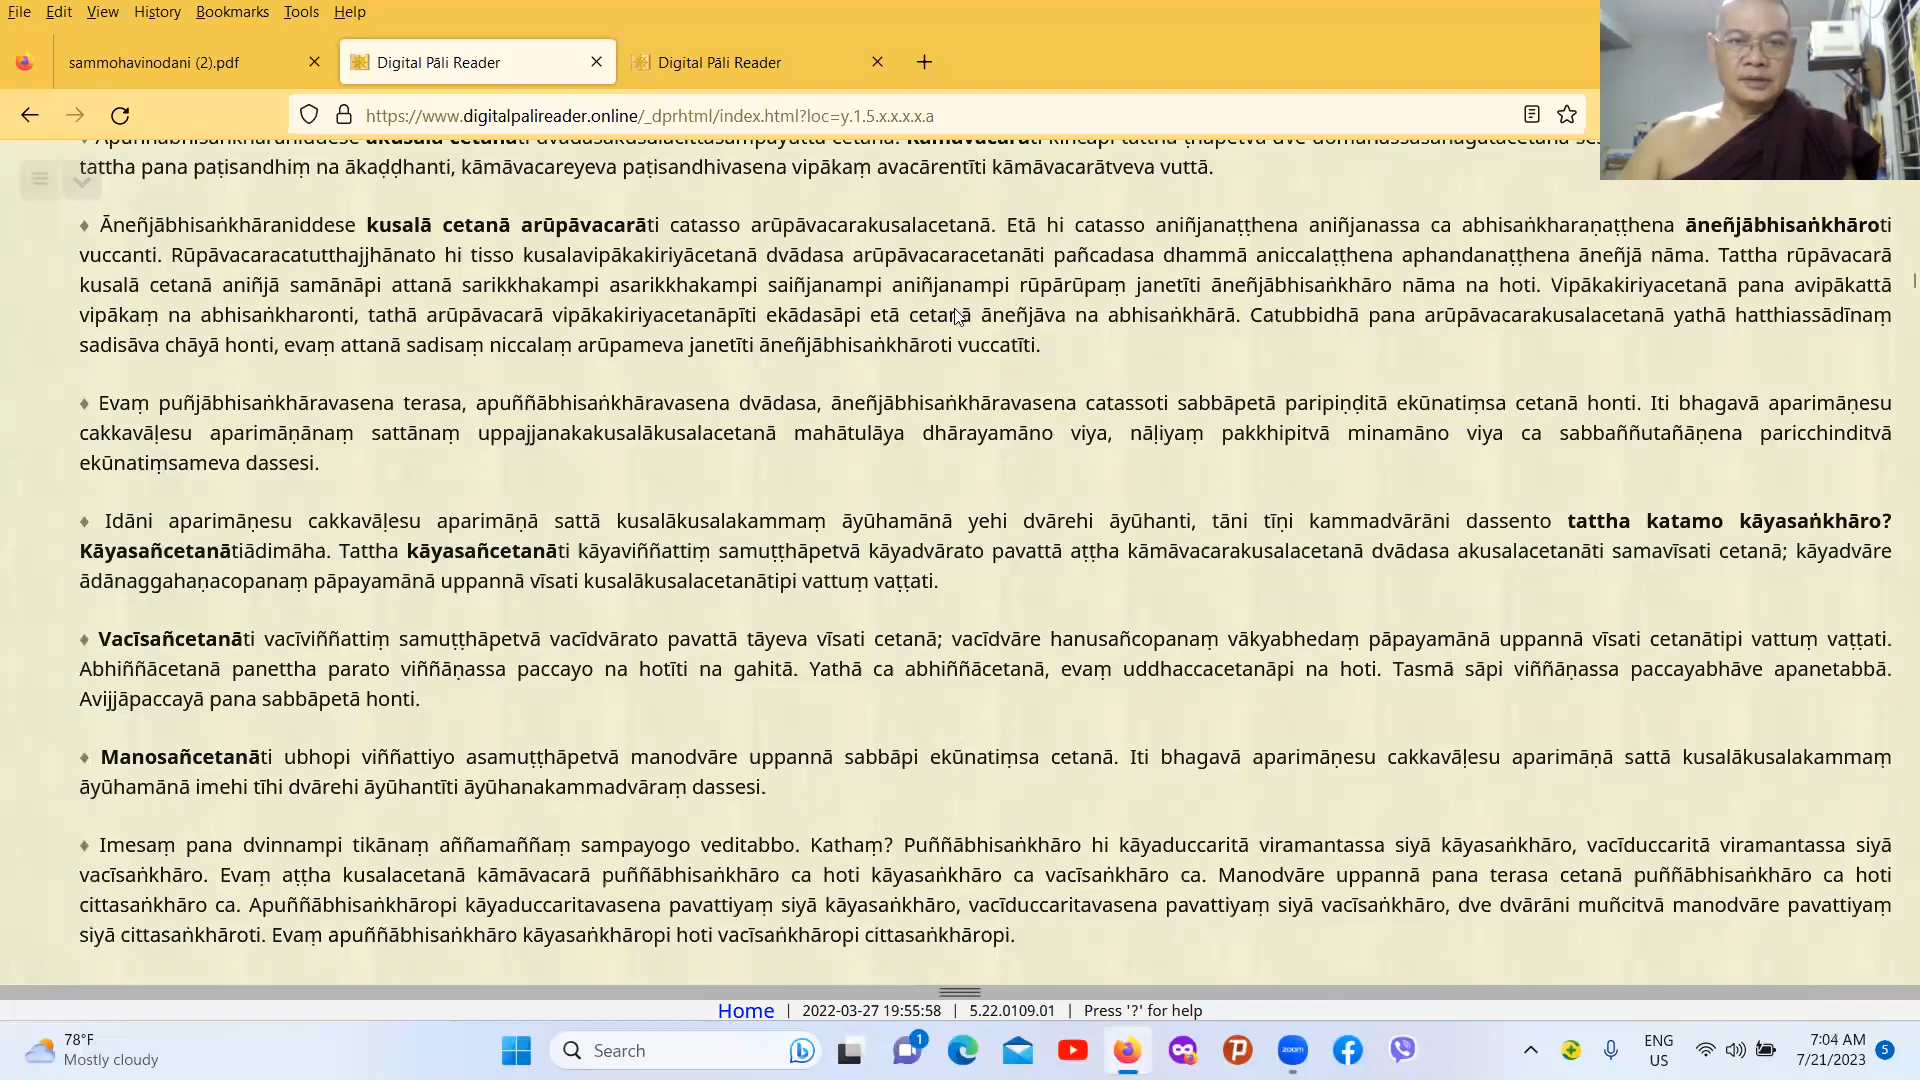 File Edit View History Bookmarks Tools Help
sammohavinodani (2).pdf
Digital Pāli Reader
Digital Pāli Reader
https://www.digitalpalireader.online/_dprhtml/index.html?loc=y.1.5.x.x.x.x.a
tattha pana paṭisandhiṃ na ākaḍḍhanti, kāmāvacareyeva paṭisandhivasena vipākaṃ avacārentīti kāmāvacarātveva vuttā.
♦ Āneñjābhisaṅkhāraniddese kusalā cetanā arūpāvacarāti catasso arūpāvacarakusalacetanā. Etā hi catasso aniñjanaṭṭhena aniñjanassa ca abhisaṅkharaṇaṭṭhena āneñjābhisaṅkhāroti
vuccanti. Rūpāvacaracatutthajjhānato hi tisso kusalavipākakiriyācetanā dvādasa arūpāvacaracetanāti pañcadasa dhammā aniccalaṭṭhena aphandanaṭṭhena āneñjā nāma. Tattha rūpāvacarā
kusalā cetanā aniñjā samānāpi attanā sarikkhakampi asarikkhakampi saiñjanampi aniñjanampi rūpārūpaṃ janetīti āneñjābhisaṅkhāro nāma na hoti. Vipākakiriyacetanā pana avipākattā
vipākaṃ na abhisaṅkharonti, tathā arūpāvacarā vipākakiriyacetanāpīti ekādasāpi etā cetanā āneñjāva na abhisaṅkhārā. Catubbidhā pana arūpāvacarakusalacetanā yathā hatthiassādīnaṃ
sadisāva chāyā honti, evaṃ attanā sadisaṃ niccalaṃ arūpameva janetīti āneñjābhisaṅkhāroti vuccatīti.
♦ Evaṃ puñjābhisaṅkhāravasena terasa, apuññābhisaṅkhāravasena dvādasa, āneñjābhisaṅkhāravasena catassoti sabbāpetā paripiṇḍitā ekūnatiṃsa cetanā honti. Iti bhagavā aparimāṇesu
cakkavāḷesu aparimāṇānaṃ sattānaṃ uppajjanakakusalākusalacetanā mahātulāya dhārayamāno viya, nāḷiyaṃ pakkhipitvā minamāno viya ca sabbaññutañāṇena paricchinditvā
ekūnatiṃsameva dassesi.
♦ Idāni aparimāṇesu cakkavāḷesu aparimāṇā sattā kusalākusalakammaṃ āyūhamānā yehi dvārehi āyūhanti, tāni tīṇi kammadvārāni dassento tattha katamo kāyasaṅkhāro?
Kāyasañcetanātiādimāha. Tattha kāyasañcetanāti kāyaviññattiṃ samuṭṭhāpetvā kāyadvārato pavattā aṭṭha kāmāvacarakusalacetanā dvādasa akusalacetanāti samavīsati cetanā; kāyadvāre
ādānaggahaṇacopanaṃ pāpayamānā uppannā vīsati kusalākusalacetanātipi vattuṃ vaṭṭati.
♦ Vacīsañcetanāti vacīviññattiṃ samuṭṭhāpetvā vacīdvārato pavattā tāyeva vīsati cetanā; vacīdvāre hanusañcopanaṃ vākyabhedaṃ pāpayamānā uppannā vīsati cetanātipi vattuṃ vaṭṭati.
Abhiññācetanā panettha parato viññāṇassa paccayo na hotīti na gahitā. Yathā ca abhiññācetanā, evaṃ uddhaccacetanāpi na hoti. Tasmā sāpi viññāṇassa paccayabhāve apanetabbā.
Avijjāpaccayā pana sabbāpetā honti.
♦ Manosañcetanāti ubhopi viññattiyo asamuṭṭhāpetvā manodvāre uppannā sabbāpi ekūnatiṃsa cetanā. Iti bhagavā aparimāṇesu cakkavāḷesu aparimāṇā sattā kusalākusalakammaṃ
āyūhamānā imehi tīhi dvārehi āyūhantīti āyūhanakammadvāraṃ dassesi.
♦ Imesaṃ pana dvinnampi tikānaṃ aññamaññaṃ sampayogo veditabbo. Kathaṃ? Puññābhisaṅkhāro hi kāyaduccaritā viramantassa siyā kāyasaṅkhāro, vacīduccaritā viramantassa siyā
vacīsaṅkhāro. Evaṃ aṭṭha kusalacetanā kāmāvacarā puññābhisaṅkhāro ca hoti kāyasaṅkhāro ca vacīsaṅkhāro ca. Manodvāre uppannā pana terasa cetanā puññābhisaṅkhāro ca hoti
cittasaṅkhāro ca. Apuññābhisaṅkhāropi kāyaduccaritavasena pavattiyaṃ siyā kāyasaṅkhāro, vacīduccaritavasena pavattiyaṃ siyā vacīsaṅkhāro, dve dvārāni muñcitvā manodvāre pavattiyaṃ
siyā cittasaṅkhāroti. Evaṃ apuññābhisaṅkhāro kāyasaṅkhāropi hoti vacīsaṅkhāropi cittasaṅkhāropi.
Home | 2022-03-27 19:55:58 | 5.22.0109.01 | Press '?' for help
78°F
Mostly cloudy
Search
1
zoom
ENG
US
7:04 AM
7/21/2023
5